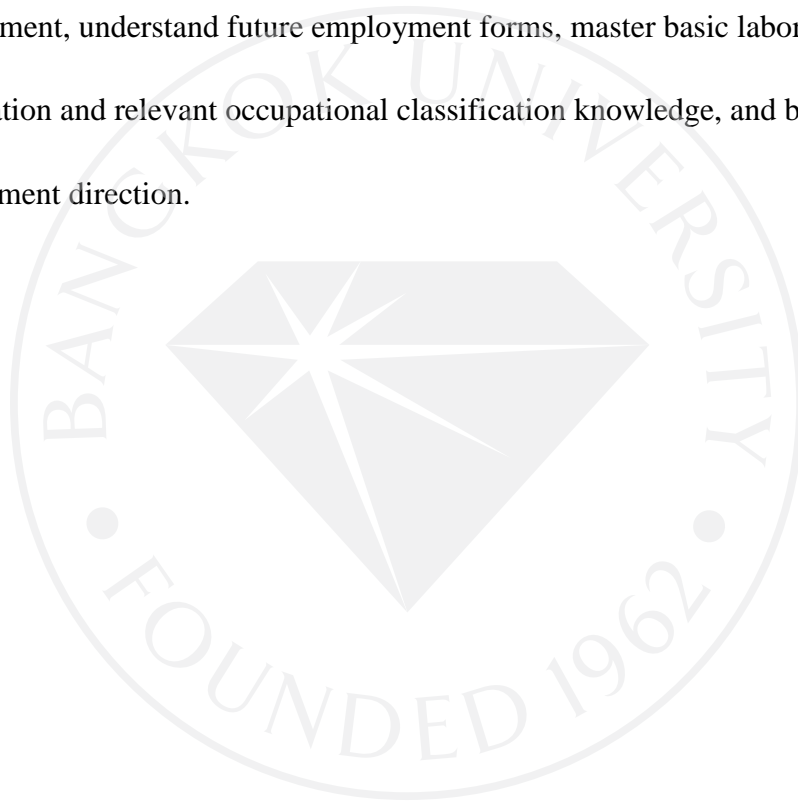 ment, understand future employment forms, master basic labor
tion and relevant occupational classification knowledge, and b
ment direction.
BANGKOK UNIVERSITY
• FOUNDED 1962 •